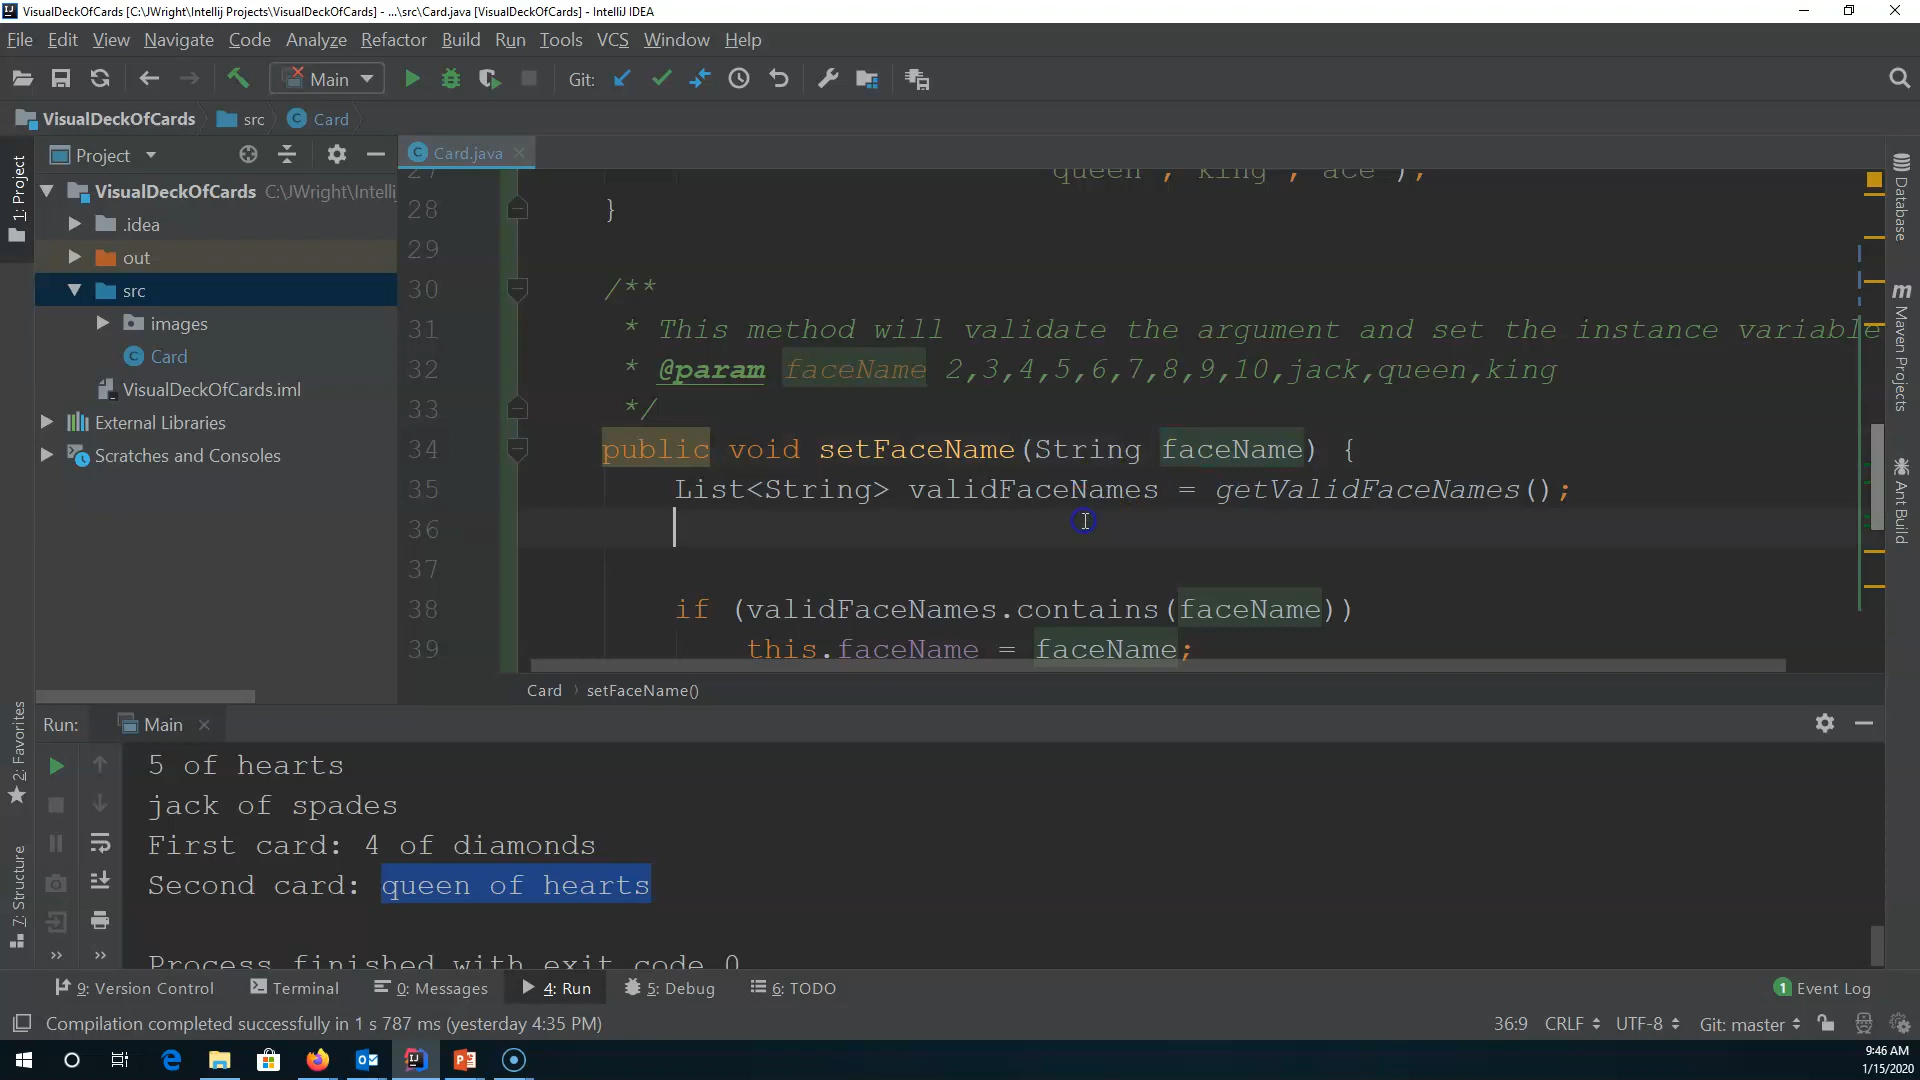 VisualDeckOfCards [C:\JWright\Intellij Projects\VisualDeckOfCards] - ...\src\Card.java [VisualDeckOfCards] - IntelliJ IDEA
File Edit View Navigate Code Analyze Refactor Build Run Tools VCS Window Help
Main Git:
VisualDeckOfCards src Card
1: Project
Project
Card.java
VisualDeckOfCards C:\JWright\Intellij
.idea
out
src
images
Card
VisualDeckOfCards.iml
External Libraries
Scratches and Consoles
27 queen", "king", "ace");
28 }
29
30 /**
31 * This method will validate the argument and set the instance variable
32 * @param faceName 2,3,4,5,6,7,8,9,10,jack,queen,king
33 */
34 public void setFaceName(String faceName) {
35 List<String> validFaceNames = getValidFaceNames();
36
37
38 if (validFaceNames.contains(faceName))
39 this.faceName = faceName;
Card › setFaceName()
Database
m Maven Projects
Ant Build
2: Favorites
7: Structure
Run: Main
5 of hearts
jack of spades
First card: 4 of diamonds
Second card: queen of hearts
Process finished with exit code 0
9: Version Control Terminal 0: Messages 4: Run 5: Debug 6: TODO 1 Event Log
Compilation completed successfully in 1 s 787 ms (yesterday 4:35 PM) 36:9 CRLF UTF-8 Git: master
9:46 AM
1/15/2020